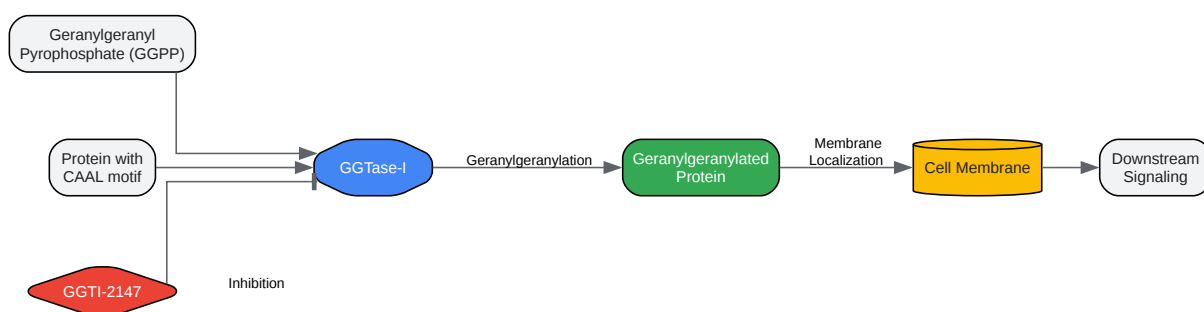 Geranylgeranyl
Pyrophosphate (GGPP)
Protein with
CAAL motif
GGTase-I
Geranylgeranylation
Geranylgeranylated
Protein
Membrane
Localization
Cell Membrane
Downstream
Signaling
GGTI-2147
Inhibition